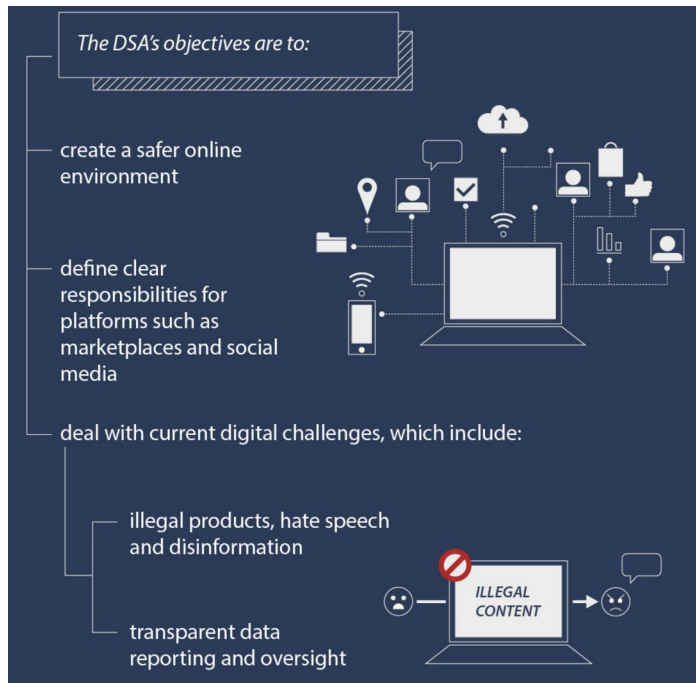 The DSA's objectives are to:
create a safer online
environment
define clear
responsibilities for
platforms such as
marketplaces and social
media
deal with current digital challenges, which include:
illegal products, hate speech
and disinformation
ILLEGAL
CONTENT
transparent data
reporting and oversight